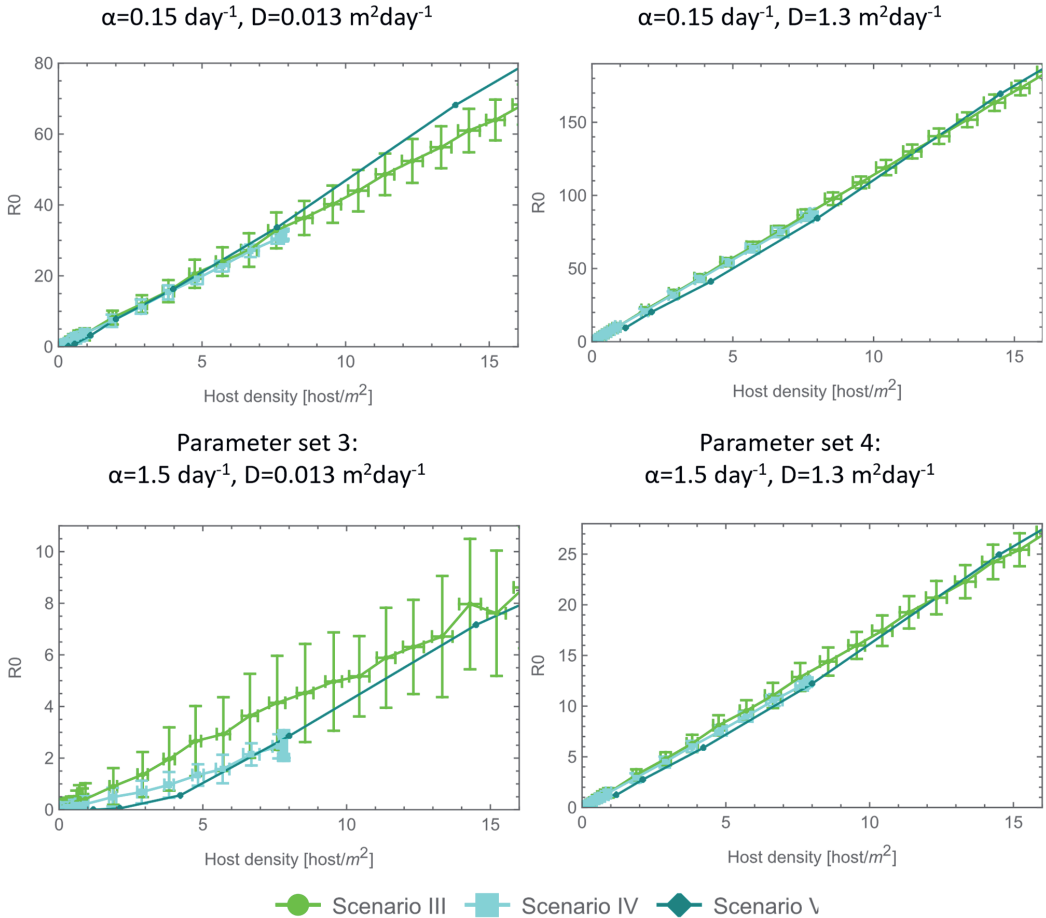 α=0.15 day⁻¹, D=0.013 m²day⁻¹
α=0.15 day⁻¹, D=1.3 m²day⁻¹
80
60
40
20
0
R0
0 5 10 15
Host density [host/m²]
150
100
50
0
R0
0 5 10 15
Host density [host/m²]
Parameter set 3:
α=1.5 day⁻¹, D=0.013 m²day⁻¹
Parameter set 4:
α=1.5 day⁻¹, D=1.3 m²day⁻¹
10
8
6
4
2
0
R0
0 5 10 15
Host density [host/m²]
25
20
15
10
5
0
R0
0 5 10 15
Host density [host/m²]
Scenario III Scenario IV Scenario V